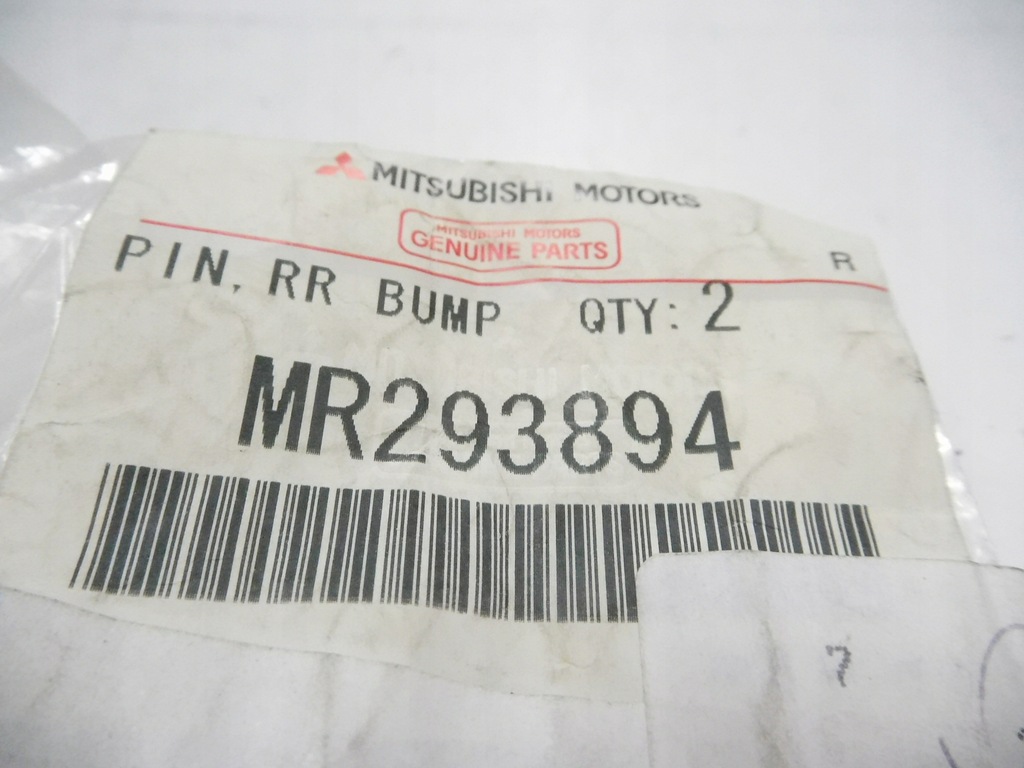 MITSUBISHI MOTORS
MITSUBISHI MOTORS
GENUINE PARTS
R
PIN, RR BUMP QTY: 2
MR293894